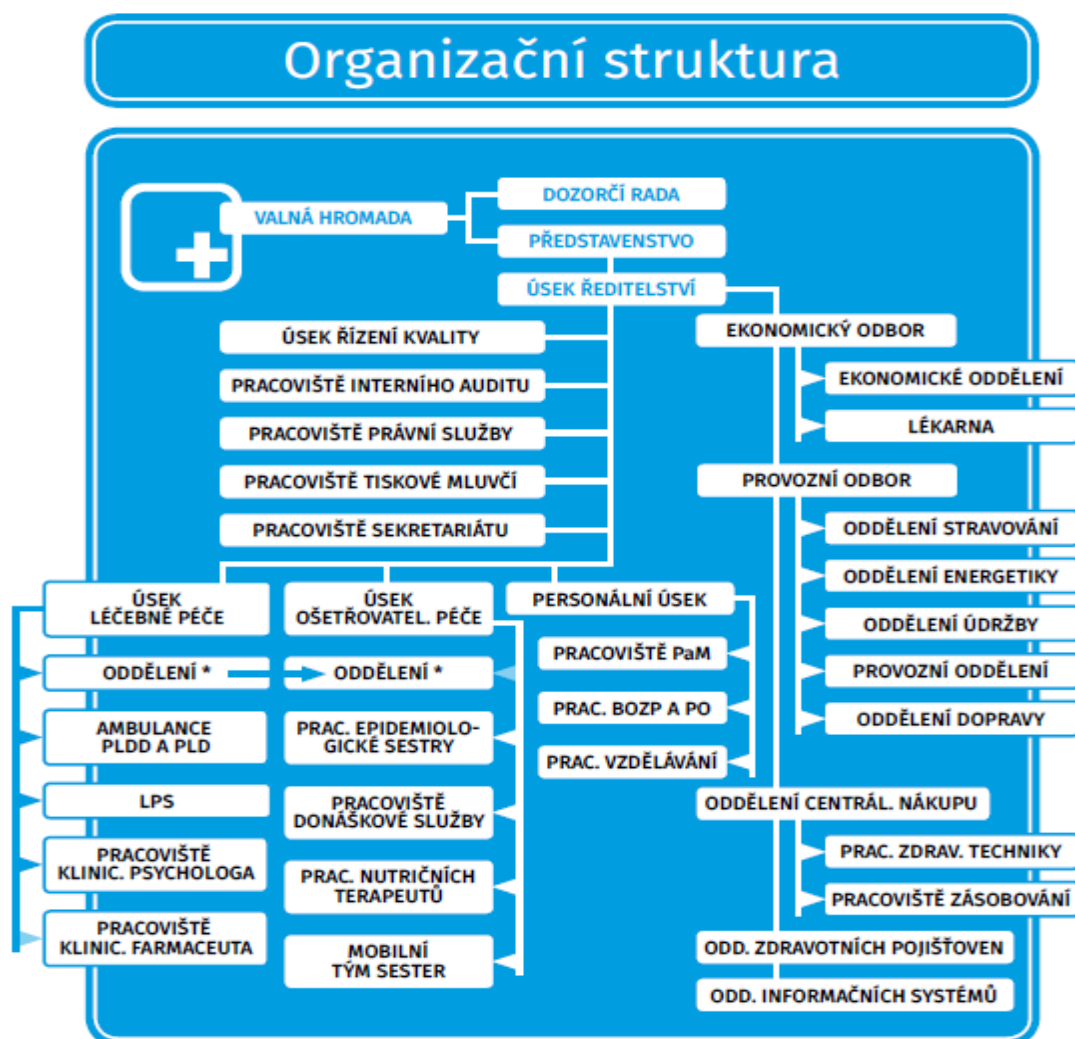 Organizační struktura
VALNÁ HROMADA
DOZORČÍ RADA
PŘEDSTAVENSTVO
ÚSEK ŘEDITELSTVÍ
ÚSEK ŘÍZENÍ KVALITY
PRACOVIŠTĚ INTERNÍHO AUDITU
PRACOVIŠTĚ PRÁVNÍ SLUŽBY
PRACOVIŠTĚ TISKOVÉ MLUVČÍ
PRACOVIŠTĚ SEKRETARIÁTU
ÚSEK
LÉČEBNÉ PÉČE
ODDĚLENÍ *
AMBULANCE
PLDD A PLD
LPS
PRACOVIŠTĚ
KLINIC. PSYCHOLOGA
PRACOVIŠTĚ
KLINIC. FARMACEUTA
ÚSEK
OŠETŘOVATEL. PÉČE
ODDĚLENÍ *
PRAC. EPIDEMIOLO-
GICKÉ SESTRY
PRACOVIŠTĚ
DONÁŠKOVÉ SLUŽBY
PRAC. NUTRIČNÍCH
TERAPEUTŮ
MOBILNÍ
TÝM SESTER
PERSONÁLNÍ ÚSEK
PRACOVIŠTĚ PaM
PRAC. BOZP A PO
PRAC. VZDĚLÁVÁNÍ
EKONOMICKÝ ODBOR
EKONOMICKÉ ODDĚLENÍ
LÉKARNA
PROVOZNÍ ODBOR
ODDĚLENÍ STRAVOVÁNÍ
ODDĚLENÍ ENERGETIKY
ODDĚLENÍ ÚDRŽBY
PROVOZNÍ ODDĚLENÍ
ODDĚLENÍ DOPRAVY
ODDĚLENÍ CENTRÁL. NÁKUPU
PRAC. ZDRAV. TECHNIKY
PRACOVIŠTĚ ZÁSOBOVÁNÍ
ODD. ZDRAVOTNÍCH POJIŠŤOVEN
ODD. INFORMAČNÍCH SYSTÉMŮ